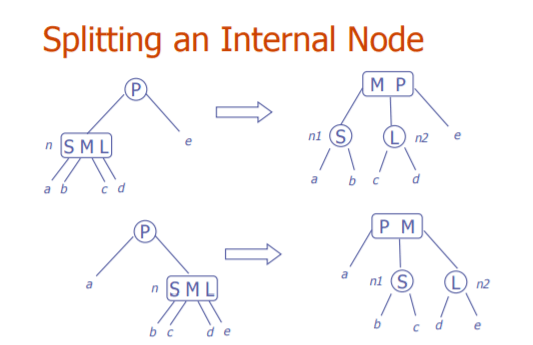 Splitting an Internal Node
P
M P
n S M L
e
n1 S
L n2
e
a b c d
a b c d
P
P M
a
n S M L
a
n1 S
L n2
b c d e
b c d e